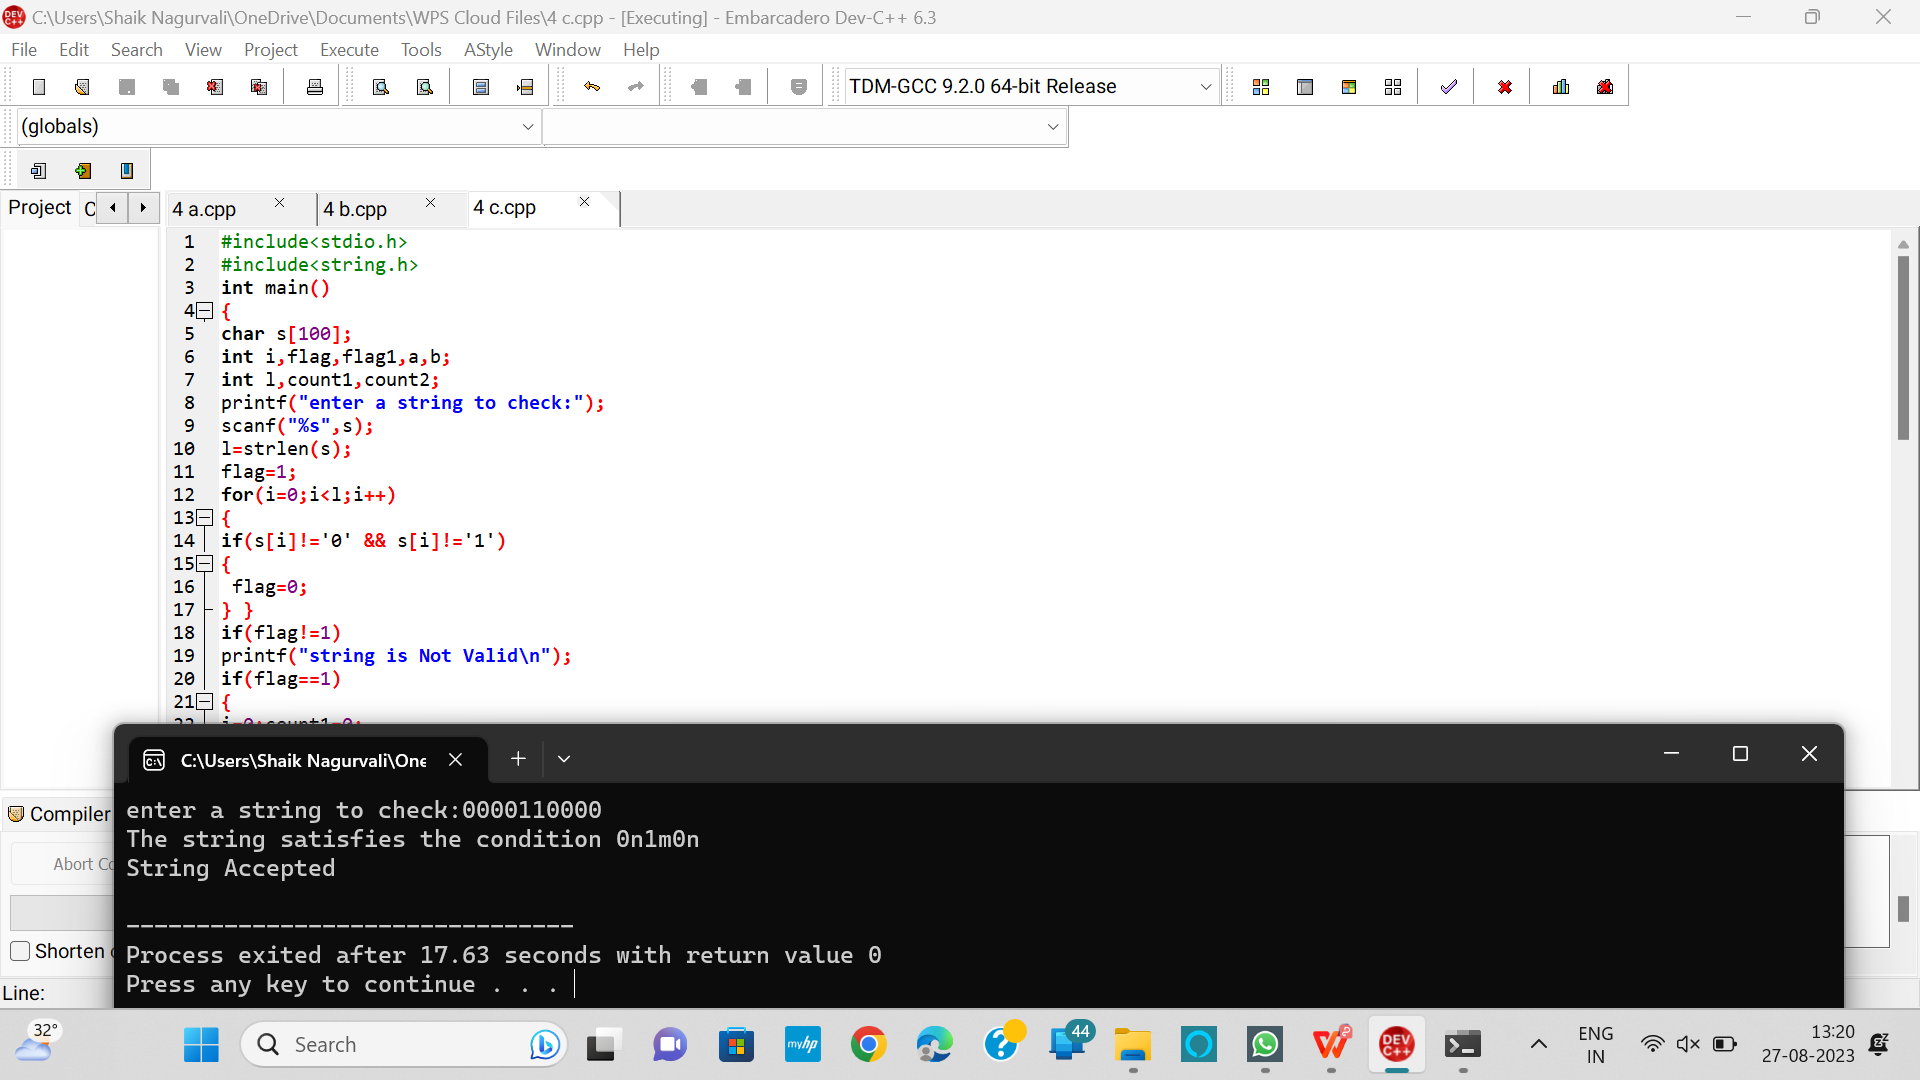 C:\Users\Shaik Nagurvali\OneDrive\Documents\WPS Cloud Files\4 c.cpp - [Executing] - Embarcadero Dev-C++ 6.3
File Edit Search View Project Execute Tools AStyle Window Help
TDM-GCC 9.2.0 64-bit Release
(globals)
Project C 4 a.cpp 4 b.cpp 4 c.cpp
1 #include<stdio.h>
2 #include<string.h>
3 int main()
4 {
5 char s[100];
6 int i,flag,flag1,a,b;
7 int l,count1,count2;
8 printf("enter a string to check:");
9 scanf("%s",s);
10 l=strlen(s);
11 flag=1;
12 for(i=0;i<l;i++)
13 {
14 if(s[i]!='0' && s[i]!='1')
15 {
16 flag=0;
17 } }
18 if(flag!=1)
19 printf("string is Not Valid\n");
20 if(flag==1)
21 {
22 i=0;count1=0;
C:\Users\Shaik Nagurvali\One
enter a string to check:0000110000
The string satisfies the condition 0n1m0n
String Accepted
--------------------------------
Process exited after 17.63 seconds with return value 0
Press any key to continue . . .
Compiler
Abort Co
Shorten
Line:
32°
Search
myhp
44
DEV C++
ENG
IN
13:20
27-08-2023